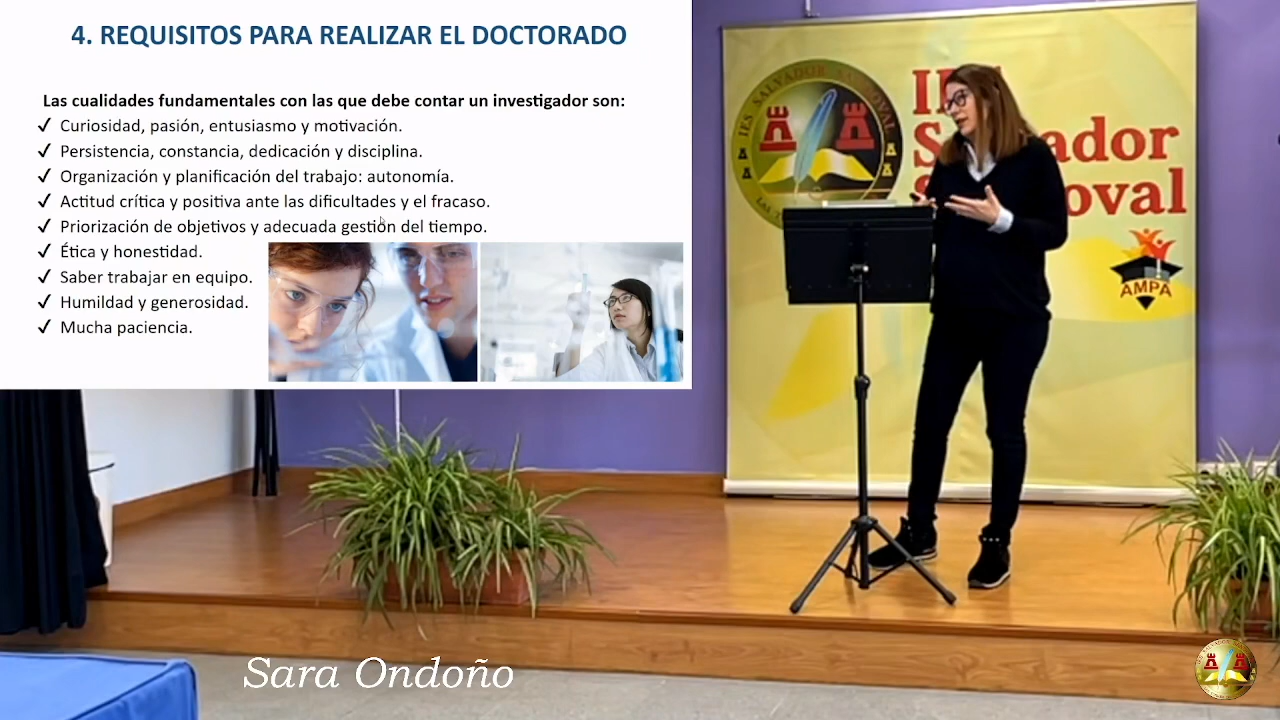 4. REQUISITOS PARA REALIZAR EL DOCTORADO
Las cualidades fundamentales con las que debe contar un investigador son:
✓ Curiosidad, pasión, entusiasmo y motivación.
✓ Persistencia, constancia, dedicación y disciplina.
✓ Organización y planificación del trabajo: autonomía.
✓ Actitud crítica y positiva ante las dificultades y el fracaso.
✓ Priorización de objetivos y adecuada gestión del tiempo.
✓ Ética y honestidad.
✓ Saber trabajar en equipo.
✓ Humildad y generosidad.
✓ Mucha paciencia.
IES SALVADOR SANDOVAL
ador
oval
AMPA
Sara Ondoño